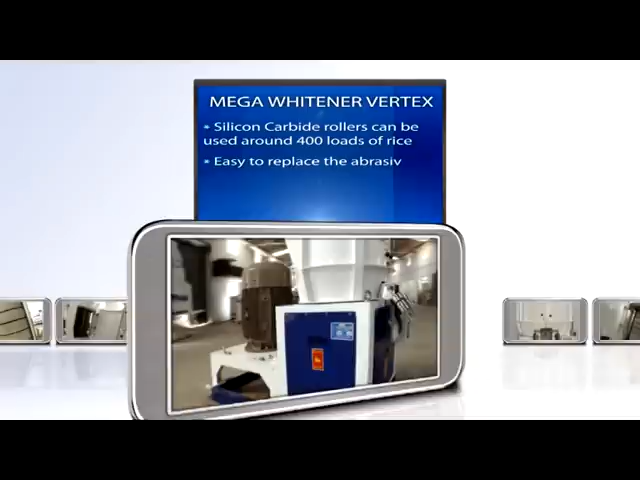 MEGA WHITENER VERTEX
* Silicon Carbide rollers can be
used around 400 loads of rice
* Easy to replace the abrasiv